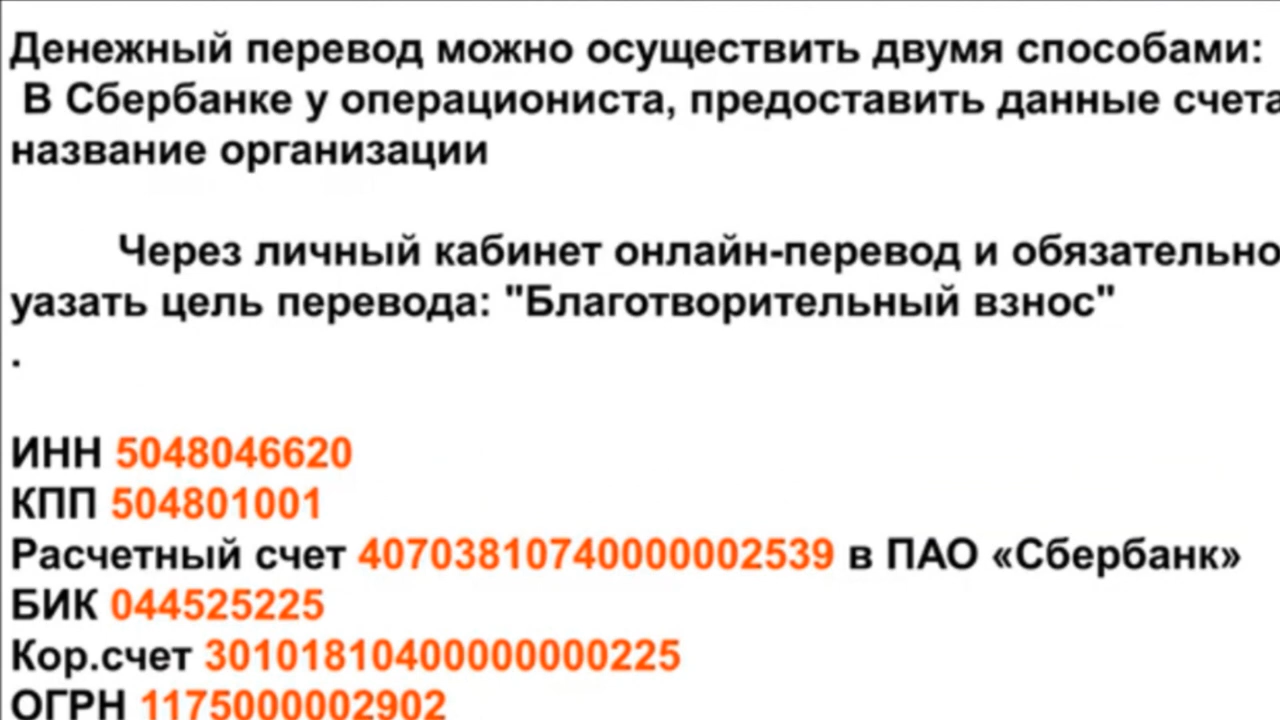 Денежный перевод можно осуществить двумя способами:
В Сбербанке у операциониста, предоставить данные счета
название организации
Через личный кабинет онлайн-перевод и обязательно
уазать цель перевода: "Благотворительный взнос"
.
ИНН 5048046620
КПП 504801001
Расчетный счет 40703810740000002539 в ПАО «Сбербанк»
БИК 044525225
Кор.счет 30101810400000000225
ОГРН 1175000002902